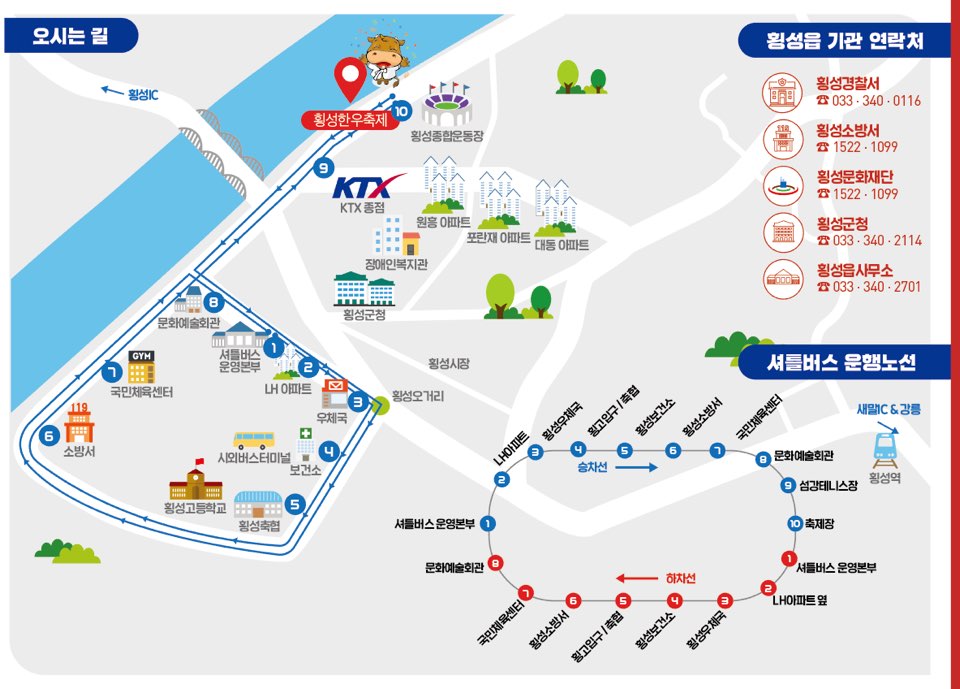 오시는 길
횡성IC
횡성한우축제
10
횡성종합운동장
9
KTX
KTX 종점
원흥 아파트
포란재 아파트
대동 아파트
장애인복지관
횡성군청
8
문화예술회관
셔틀버스
운영본부
1
2
LH 아파트
GYM
7
국민체육센터
우체국
3
횡성오거리
횡성시장
119
6
소방서
시외버스터미널
보건소
4
횡성고등학교
횡성축협
5
횡성읍 기관 연락처
횡성경찰서
☎ 033 · 340 · 0116
횡성소방서
☎ 1522 · 1099
횡성문화재단
☎ 1522 · 1099
횡성군청
☎ 033 · 340 · 2114
횡성읍사무소
☎ 033 · 340 · 2701
셔틀버스 운행노선
새말IC & 강릉
횡성역
승차선
1 셔틀버스 운영본부
2 LH아파트
3 횡성우체국
4 횡고입구 / 축협
5 횡성보건소
6 횡성소방서
7 국민체육센터
8 문화예술회관
9 섬강테니스장
10 축제장
하차선
1 셔틀버스 운영본부
2 LH아파트 옆
3 횡성우체국
4 횡성보건소
5 횡고입구 / 축협
6 횡성소방서
7 국민체육센터
8 문화예술회관